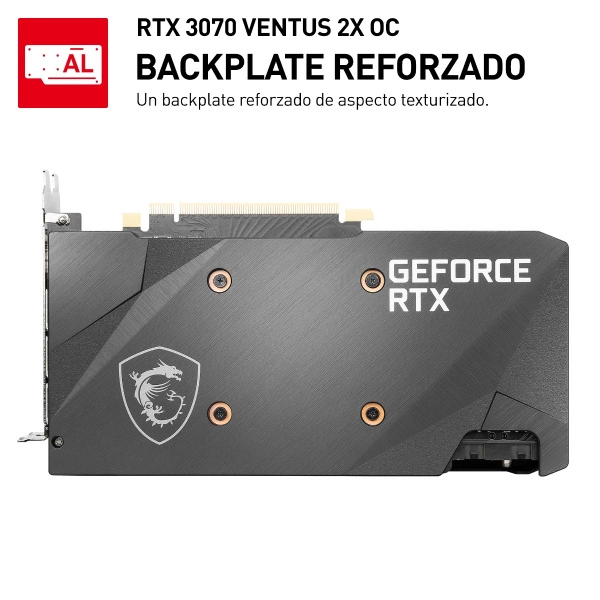 AL
RTX 3070 VENTUS 2X OC
BACKPLATE REFORZADO
Un backplate reforzado de aspecto texturizado.
GEFORCE
RTX